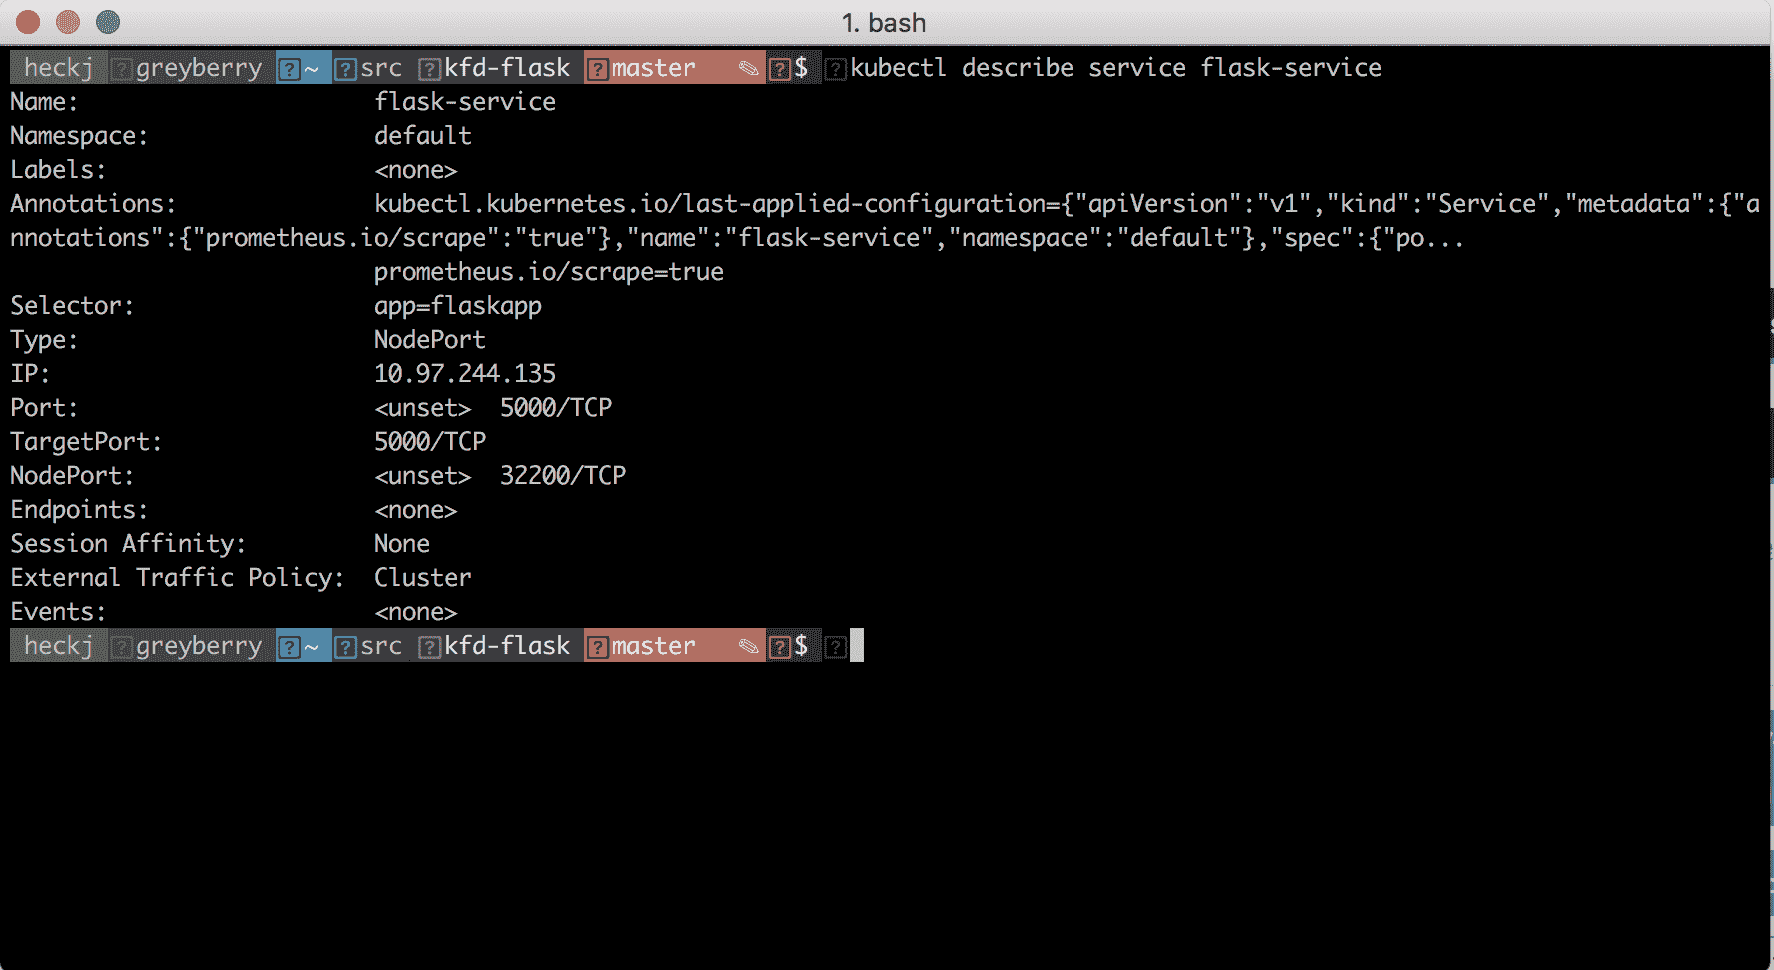 1. bash
heckj ? greyberry ? ~ ? src ? kfd-flask ? master ✎ ? $ ? kubectl describe service flask-service
Name: flask-service
Namespace: default
Labels: <none>
Annotations: kubectl.kubernetes.io/last-applied-configuration={"apiVersion":"v1","kind":"Service","metadata":{"a
nnotations":{"prometheus.io/scrape":"true"},"name":"flask-service","namespace":"default"},"spec":{"po...
prometheus.io/scrape=true
Selector: app=flaskapp
Type: NodePort
IP: 10.97.244.135
Port: <unset> 5000/TCP
TargetPort: 5000/TCP
NodePort: <unset> 32200/TCP
Endpoints: <none>
Session Affinity: None
External Traffic Policy: Cluster
Events: <none>
heckj ? greyberry ? ~ ? src ? kfd-flask ? master ✎ ? $ ?